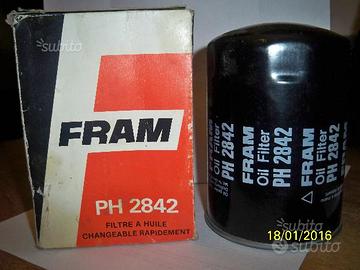 subito
FRAM
PH 2842
FILTRE A HUILE
CHANGEABLE RAPIDEMENT
FRAM
Oil Filter
PH 2842
FRAM
Oil Filter
PH 2842
subito
18/01/2016